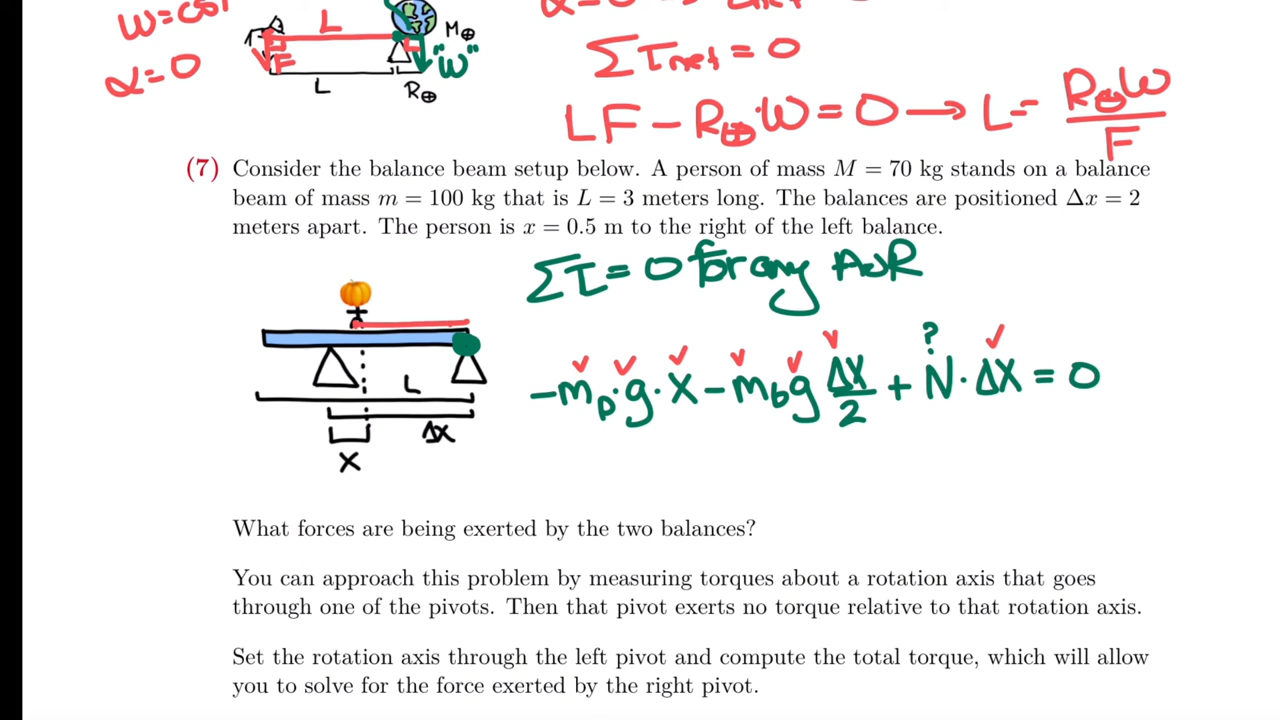 W=co
α=0
L
F
M⊕
"W"
L
R⊕
ΣTnet = 0
LF - R⊕·W = 0 → L = R⊕W / F
(7) Consider the balance beam setup below. A person of mass M = 70 kg stands on a balance
beam of mass m = 100 kg that is L = 3 meters long. The balances are positioned Δx = 2
meters apart. The person is x = 0.5 m to the right of the left balance.
ΣT = 0 for any AOR
?
-mp·g·x - mbg Δx/2 + N·Δx = 0
L
Δx
x
What forces are being exerted by the two balances?
You can approach this problem by measuring torques about a rotation axis that goes
through one of the pivots. Then that pivot exerts no torque relative to that rotation axis.
Set the rotation axis through the left pivot and compute the total torque, which will allow
you to solve for the force exerted by the right pivot.